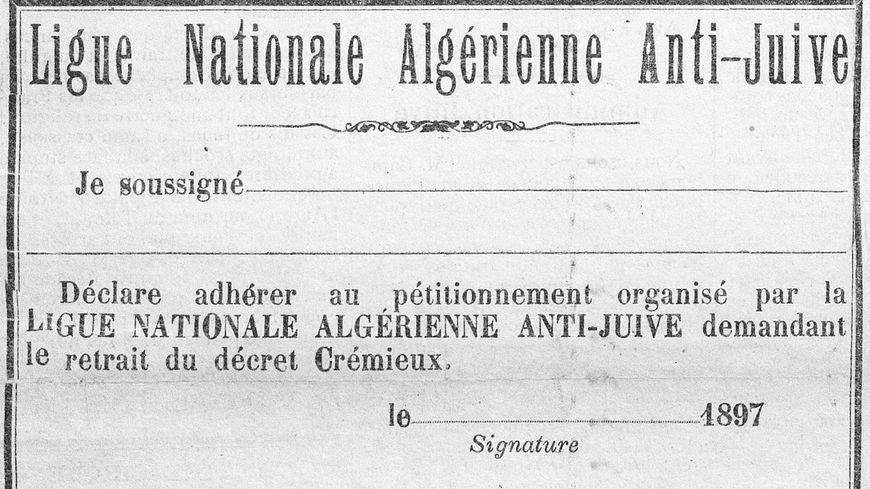 Ligue Nationale Algérienne Anti-Juive
Je soussigné
Déclare adhérer au pétitionnement organisé par la
LIGUE NATIONALE ALGÉRIENNE ANTI-JUIVE demandant
le retrait du décret Crémieux.
le 1897
Signature